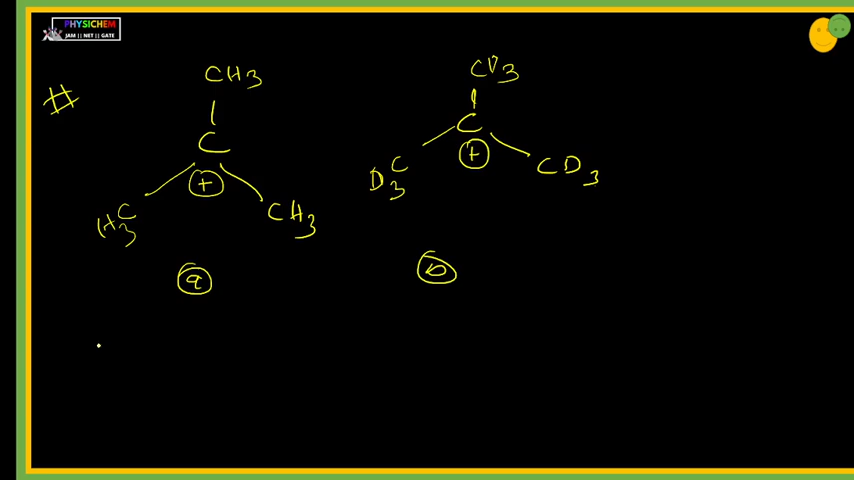 PHYSICHEM
JAM || NET || GATE
#
CH3
CD3
C
C
+
+
D3C
CD3
H3C
CH3
a
b